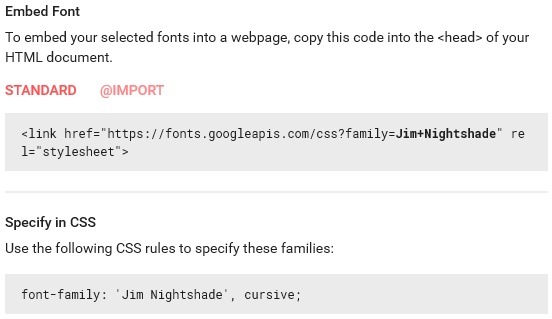 Embed Font
To embed your selected fonts into a webpage, copy this code into the <head> of your
HTML document.
STANDARD @IMPORT
<link href="https://fonts.googleapis.com/css?family=Jim+Nightshade" re
l="stylesheet">
Specify in CSS
Use the following CSS rules to specify these families:
font-family: 'Jim Nightshade', cursive;